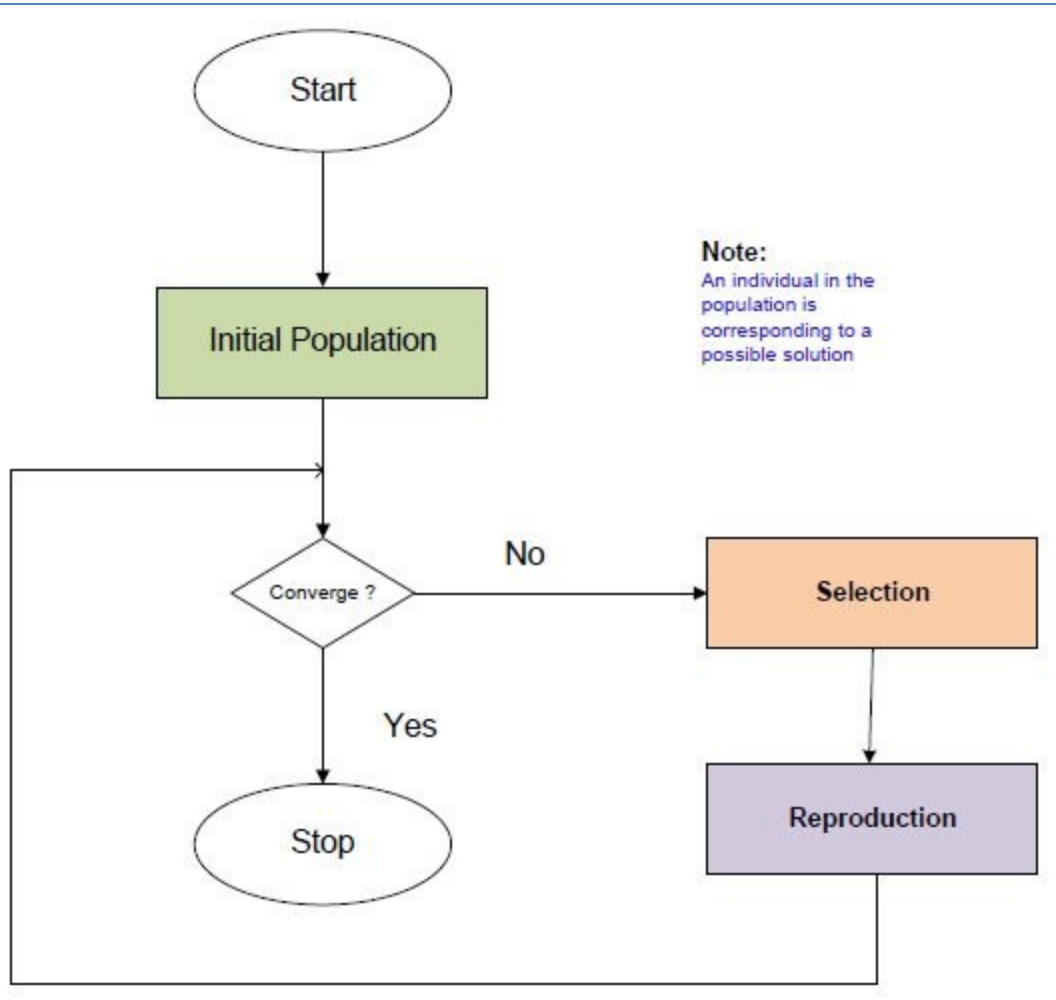 Start
Note:
An individual in the
population is
corresponding to a
possible solution
Initial Population
No
Converge ?
Selection
Yes
Reproduction
Stop